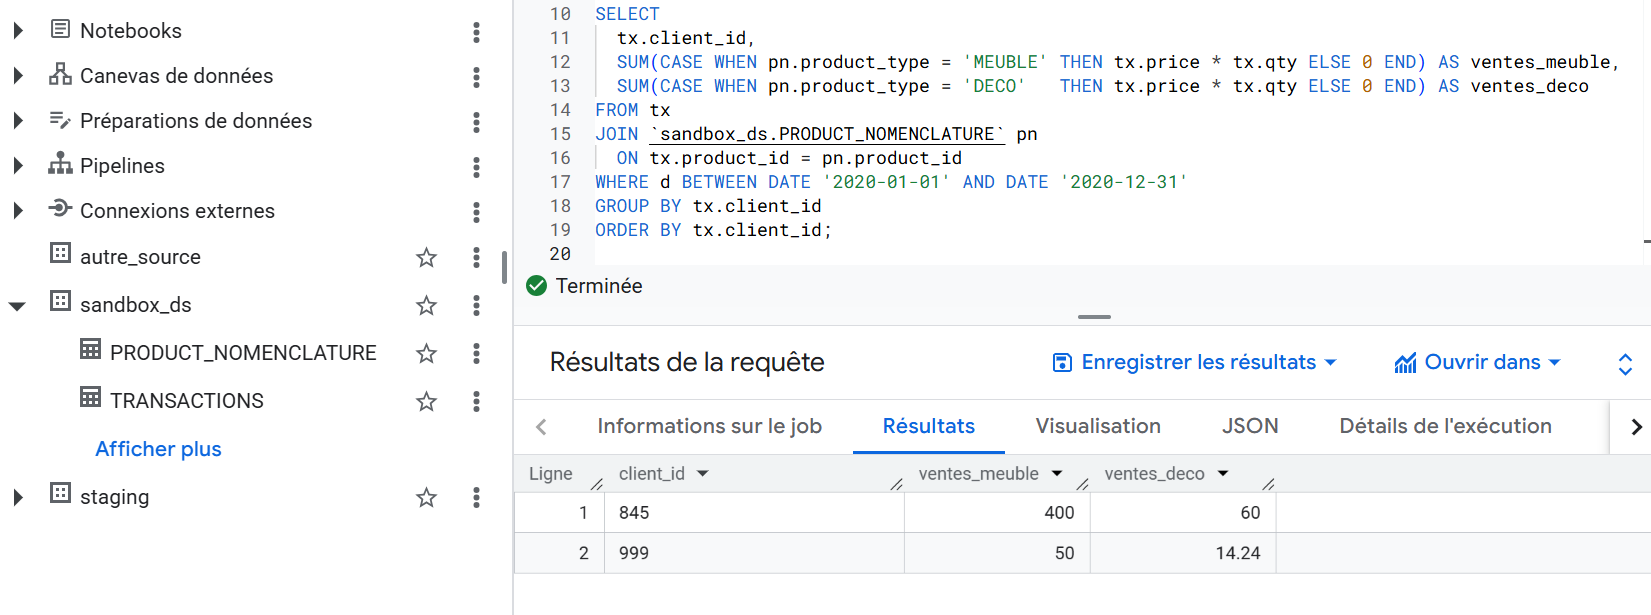 Notebooks
Canevas de données
Préparations de données
Pipelines
Connexions externes
autre_source
sandbox_ds
PRODUCT_NOMENCLATURE
TRANSACTIONS
Afficher plus
staging
10 SELECT
11 tx.client_id,
12 SUM(CASE WHEN pn.product_type = 'MEUBLE' THEN tx.price * tx.qty ELSE 0 END) AS ventes_meuble,
13 SUM(CASE WHEN pn.product_type = 'DECO'   THEN tx.price * tx.qty ELSE 0 END) AS ventes_deco
14 FROM tx
15 JOIN `sandbox_ds.PRODUCT_NOMENCLATURE` pn
16 ON tx.product_id = pn.product_id
17 WHERE d BETWEEN DATE '2020-01-01' AND DATE '2020-12-31'
18 GROUP BY tx.client_id
19 ORDER BY tx.client_id;
20
Terminée
Résultats de la requête Enregistrer les résultats Ouvrir dans
Informations sur le job Résultats Visualisation JSON Détails de l'exécution
Ligne client_id ventes_meuble ventes_deco
1 845 400 60
2 999 50 14.24